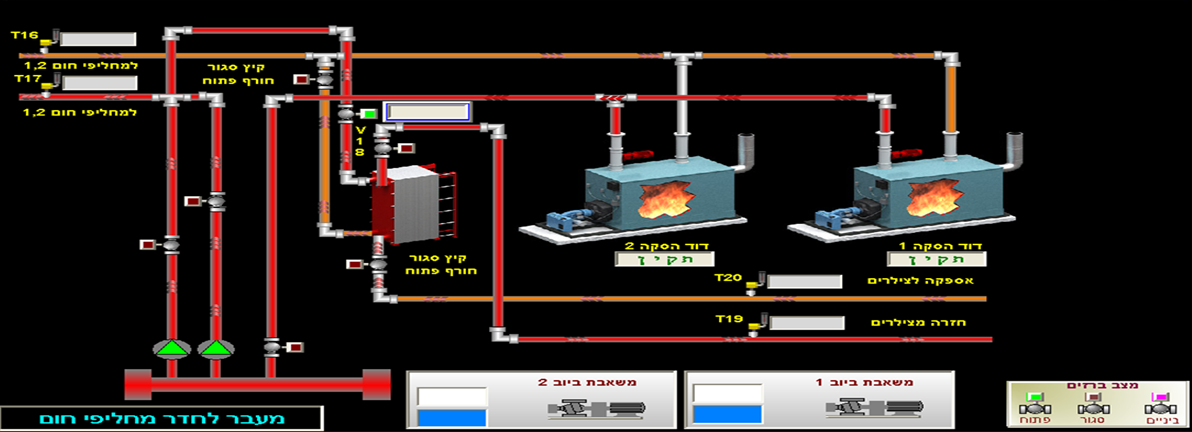 T16
למחליפי חום 1,2
T17
למחליפי חום 1,2
קיץ סגור
חורף פתוח
V
1
8
קיץ סגור
חורף פתוח
דוד הסקה 2
תקין
דוד הסקה 1
תקין
T20
אספקה לצילרים
T19
חזרה מצילרים
משאבת ביוב 2
משאבת ביוב 1
מצב ברזים
פתוח
סגור
ביניים
מעבר לחדר מחליפי חום